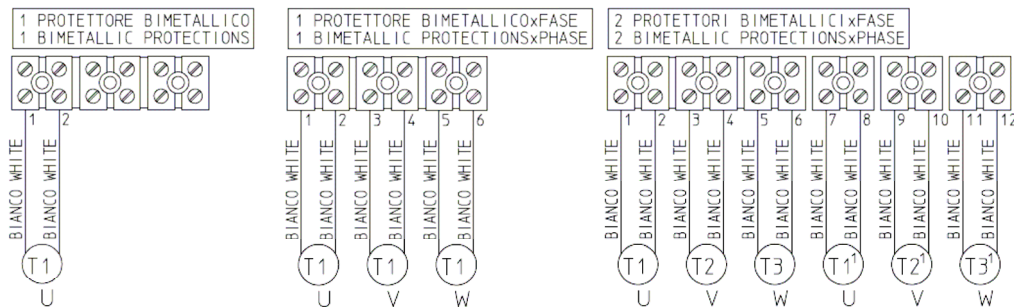 1 PROTETTORE BIMETALLICO
1 BIMETALLIC PROTECTIONS
1 2
BIANCO WHITE
BIANCO WHITE
T1
U
1 PROTETTORE BIMETALLICOxFASE
1 BIMETALLIC PROTECTIONSxPHASE
1 2 3 4 5 6
BIANCO WHITE
BIANCO WHITE
BIANCO WHITE
BIANCO WHITE
BIANCO WHITE
BIANCO WHITE
T1 T1 T1
U V W
2 PROTETTORI BIMETALLICIxFASE
2 BIMETALLIC PROTECTIONSxPHASE
1 2 3 4 5 6 7 8 9 10 11 12
BIANCO WHITE
BIANCO WHITE
BIANCO WHITE
BIANCO WHITE
BIANCO WHITE
BIANCO WHITE
BIANCO WHITE
BIANCO WHITE
BIANCO WHITE
BIANCO WHITE
BIANCO WHITE
BIANCO WHITE
T1 T2 T3 T1¹ T2¹ T3¹
U V W U V W